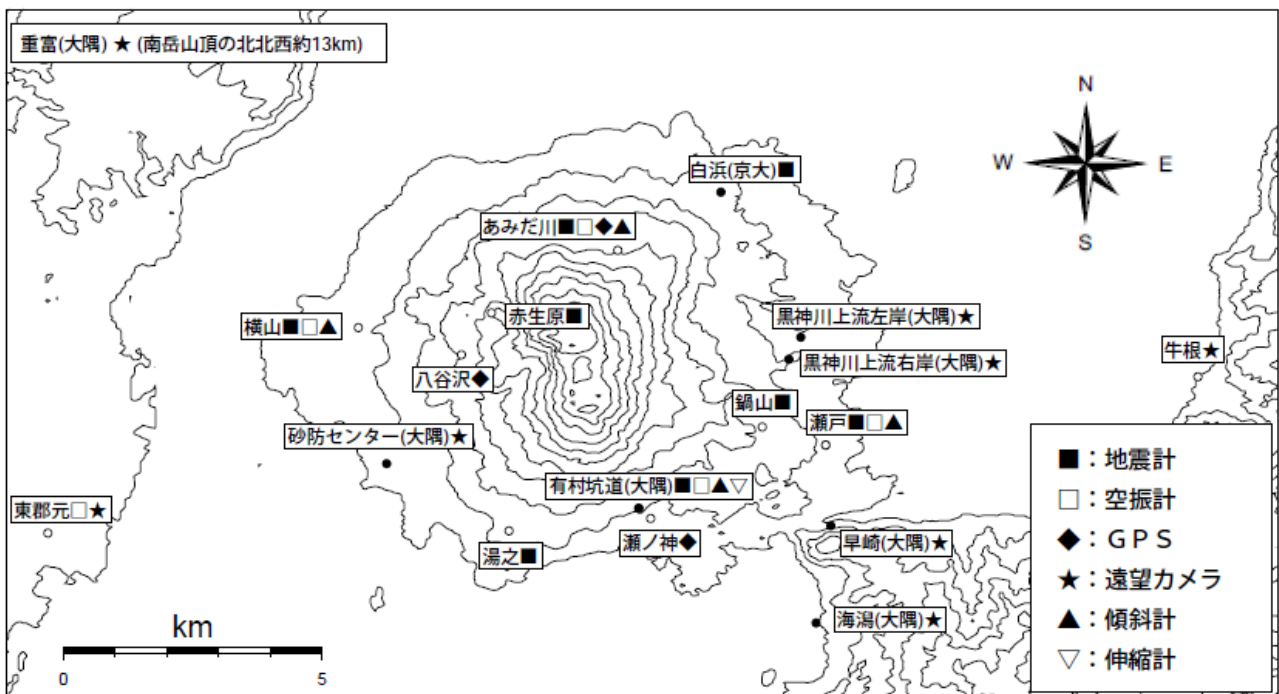 重富(大隅) ★ (南岳山頂の北北西約13km)
N
W
E
S
白浜(京大)■
あみだ川■□◆▲
赤生原■
横山■□▲
黒神川上流左岸(大隅)★
黒神川上流右岸(大隅)★
牛根★
八谷沢◆
鍋山■
瀬戸■□▲
砂防センター(大隅)★
有村坑道(大隅)■□▲▽
東郡元□★
瀬ノ神◆
早崎(大隅)★
湯之■
海潟(大隅)★
km
0
5
■：地震計
□：空振計
◆：ＧＰＳ
★：遠望カメラ
▲：傾斜計
▽：伸縮計